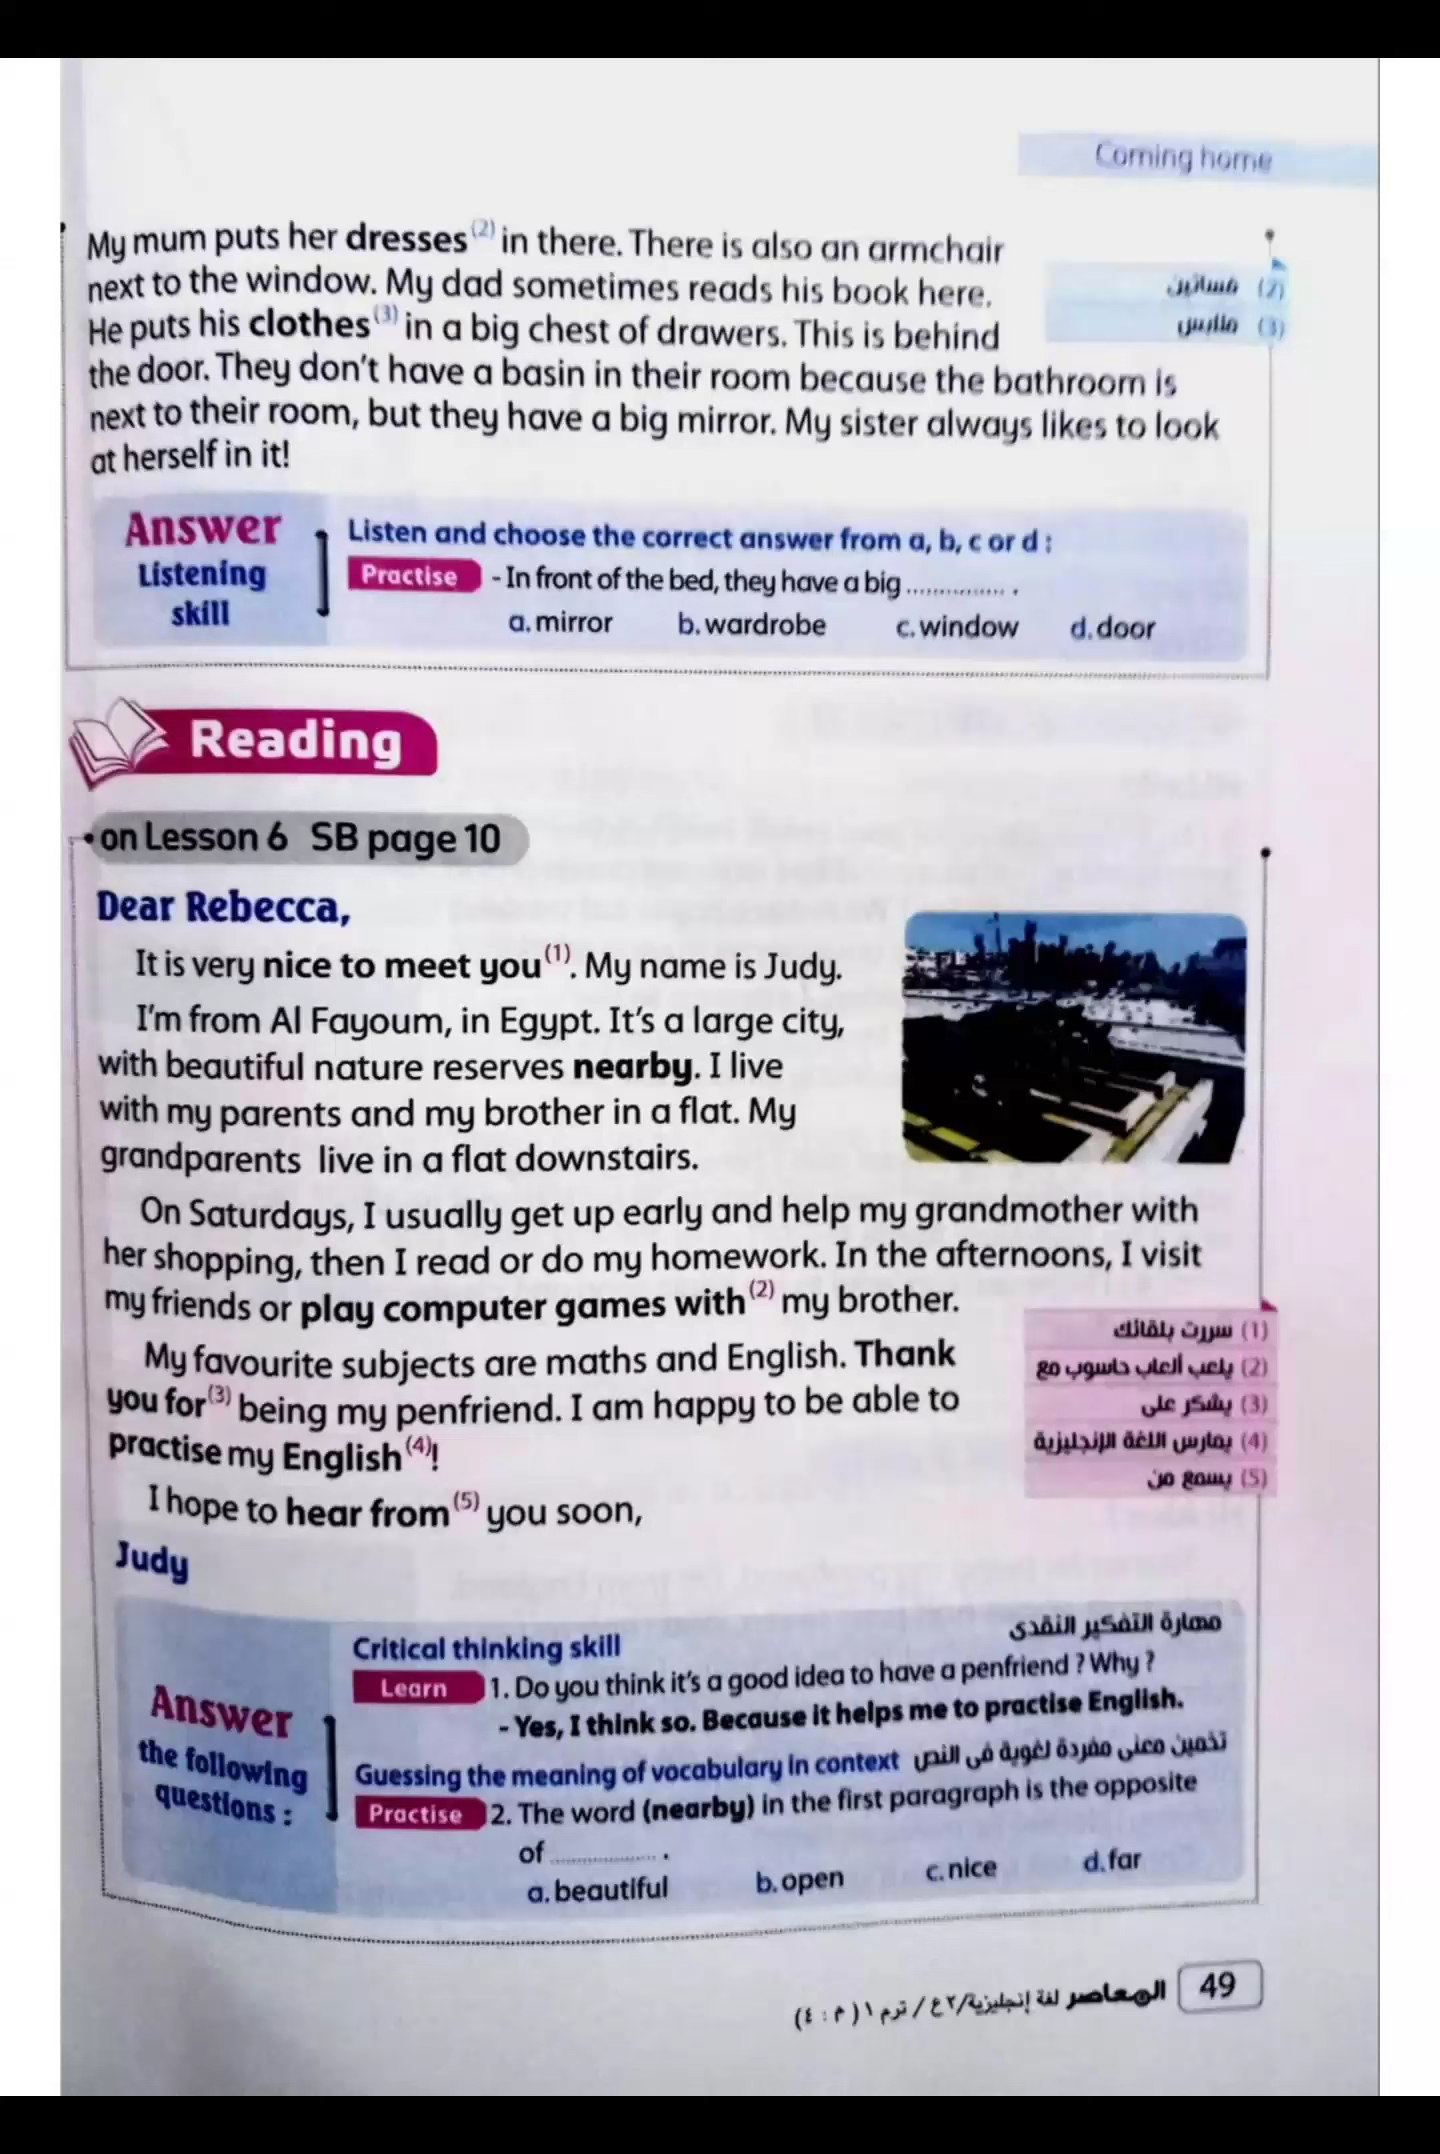 Coming home
My mum puts her dresses(2) in there. There is also an armchair
next to the window. My dad sometimes reads his book here.
He puts his clothes(3) in a big chest of drawers. This is behind
the door. They don't have a basin in their room because the bathroom is
next to their room, but they have a big mirror. My sister always likes to look
at herself in it!
(2) فساتين
(3) ملابس
Answer
Listening
skill
Listen and choose the correct answer from a, b, c or d :
Practise - In front of the bed, they have a big ............... .
a. mirror b. wardrobe c. window d. door
Reading
on Lesson 6 SB page 10
Dear Rebecca,
It is very nice to meet you(1). My name is Judy.
I'm from Al Fayoum, in Egypt. It's a large city,
with beautiful nature reserves nearby. I live
with my parents and my brother in a flat. My
grandparents live in a flat downstairs.
On Saturdays, I usually get up early and help my grandmother with
her shopping, then I read or do my homework. In the afternoons, I visit
my friends or play computer games with(2) my brother.
My favourite subjects are maths and English. Thank
you for(3) being my penfriend. I am happy to be able to
practise my English(4)!
I hope to hear from(5) you soon,
Judy
(1) سررت بلقائك
(2) يلعب ألعاب حاسوب مع
(3) يشكر على
(4) يمارس اللغة الإنجليزية
(5) يسمع من
Answer
the following
questions :
Critical thinking skill مهارة التفكير النقدى
Learn 1. Do you think it's a good idea to have a penfriend ? Why ?
- Yes, I think so. Because it helps me to practise English.
Guessing the meaning of vocabulary in context تخمين معنى مفردة لغوية فى النص
Practise 2. The word (nearby) in the first paragraph is the opposite
of ............... .
a. beautiful b. open c. nice d. far
المعاصر لغة إنجليزية/٢ع / ترم ١ (م : ٤) 49